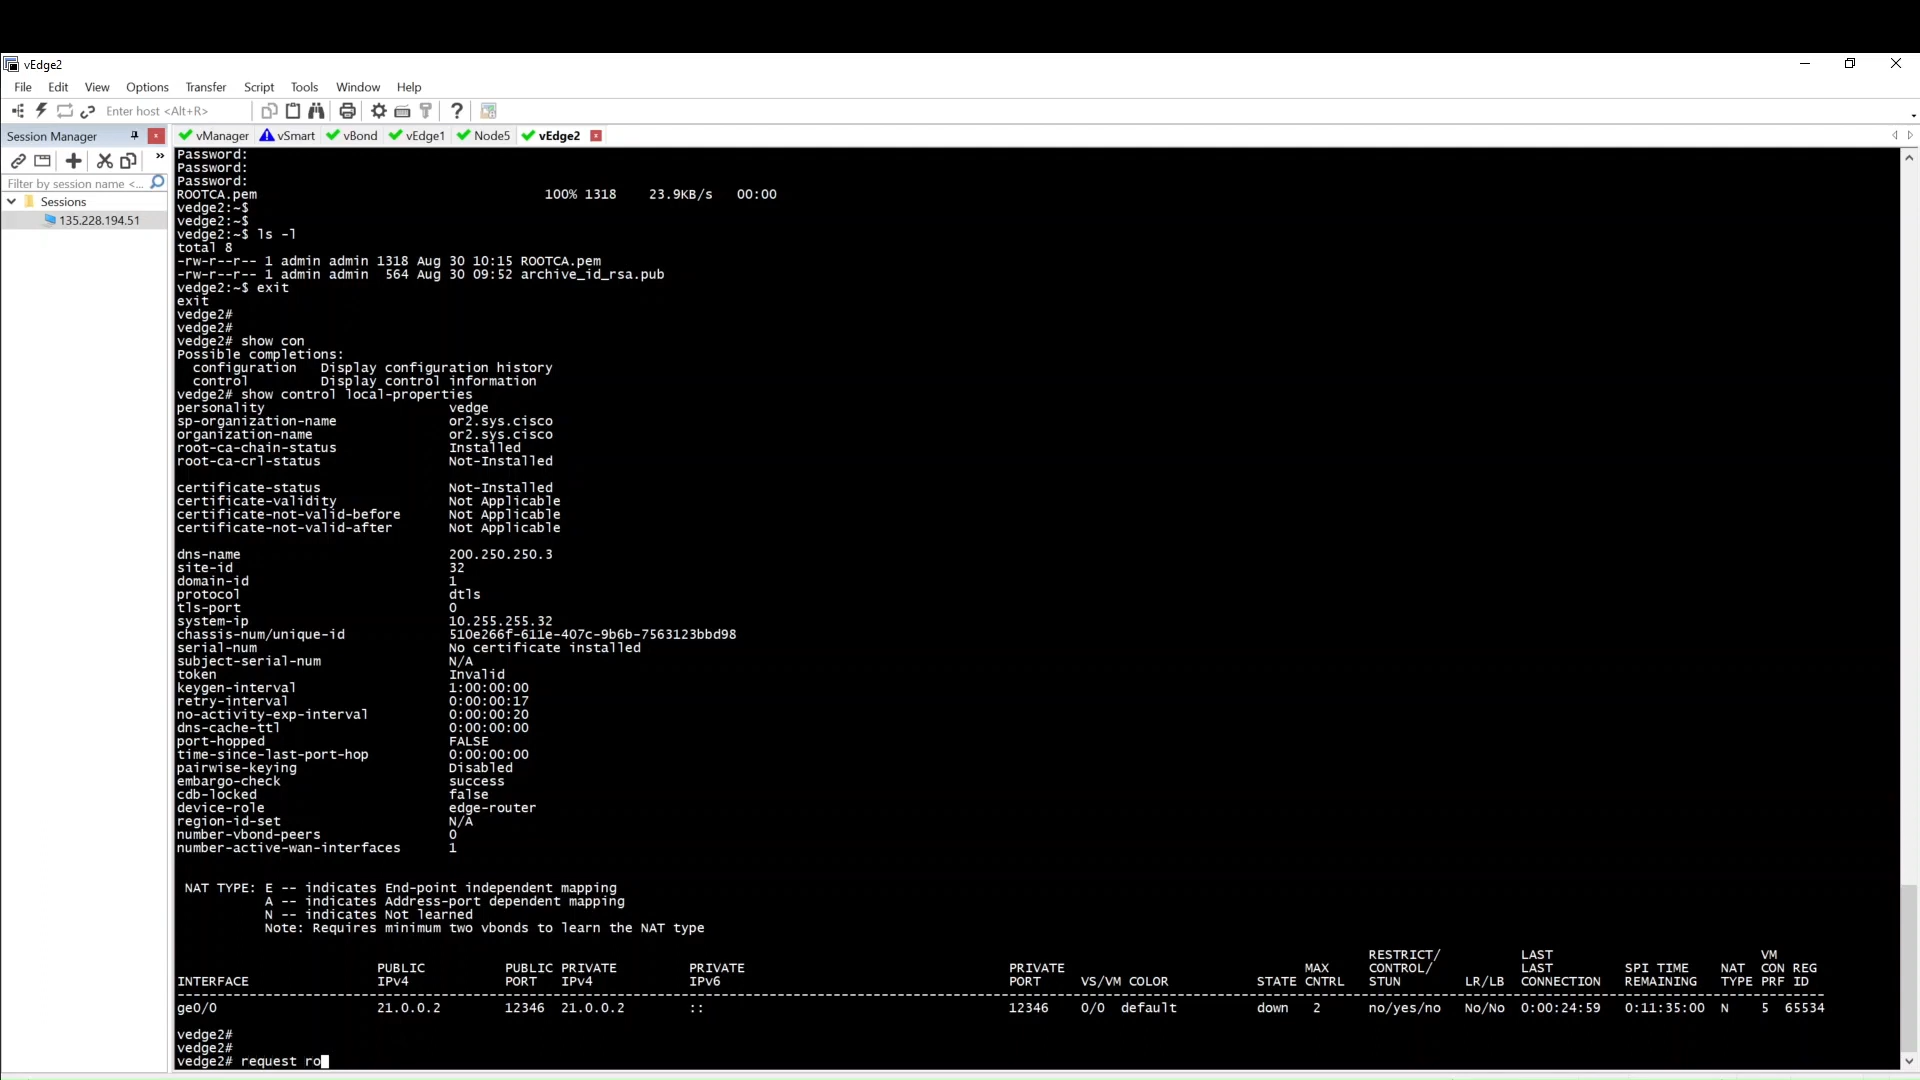 vEdge2
File Edit View Options Transfer Script Tools Window Help
Enter host <Alt+R>
Session Manager vManager vSmart vBond vEdge1 Node5 vEdge2
Filter by session name <...
Sessions
135.228.194.51
Password:
Password:
Password:
ROOTCA.pem 100% 1318 23.9KB/s 00:00
vedge2:~$
vedge2:~$
vedge2:~$ ls -l
total 8
-rw-r--r-- 1 admin admin 1318 Aug 30 10:15 ROOTCA.pem
-rw-r--r-- 1 admin admin  564 Aug 30 09:52 archive_id_rsa.pub
vedge2:~$ exit
exit
vedge2#
vedge2#
vedge2# show con
Possible completions:
configuration Display configuration history
control Display control information
vedge2# show control local-properties
personality vedge
sp-organization-name or2.sys.cisco
organization-name or2.sys.cisco
root-ca-chain-status Installed
root-ca-crl-status Not-Installed
certificate-status Not-Installed
certificate-validity Not Applicable
certificate-not-valid-before Not Applicable
certificate-not-valid-after Not Applicable
dns-name 200.250.250.3
site-id 32
domain-id 1
protocol dtls
tls-port 0
system-ip 10.255.255.32
chassis-num/unique-id 510e266f-611e-407c-9b6b-7563123bbd98
serial-num No certificate installed
subject-serial-num N/A
token Invalid
keygen-interval 1:00:00:00
retry-interval 0:00:00:17
no-activity-exp-interval 0:00:00:20
dns-cache-ttl 0:00:00:00
port-hopped FALSE
time-since-last-port-hop 0:00:00:00
pairwise-keying Disabled
embargo-check success
cdb-locked false
device-role edge-router
region-id-set N/A
number-vbond-peers 0
number-active-wan-interfaces 1
NAT TYPE: E -- indicates End-point independent mapping
A -- indicates Address-port dependent mapping
N -- indicates Not learned
Note: Requires minimum two vbonds to learn the NAT type
RESTRICT/ LAST VM
PUBLIC PUBLIC PRIVATE PRIVATE PRIVATE MAX CONTROL/ LAST SPI TIME NAT CON REG
INTERFACE IPv4 PORT IPv4 IPv6 PORT VS/VM COLOR STATE CNTRL STUN LR/LB CONNECTION REMAINING TYPE PRF ID
ge0/0 21.0.0.2 12346 21.0.0.2 :: 12346 0/0 default down 2 no/yes/no No/No 0:00:24:59 0:11:35:00 N 5 65534
vedge2#
vedge2#
vedge2# request ro